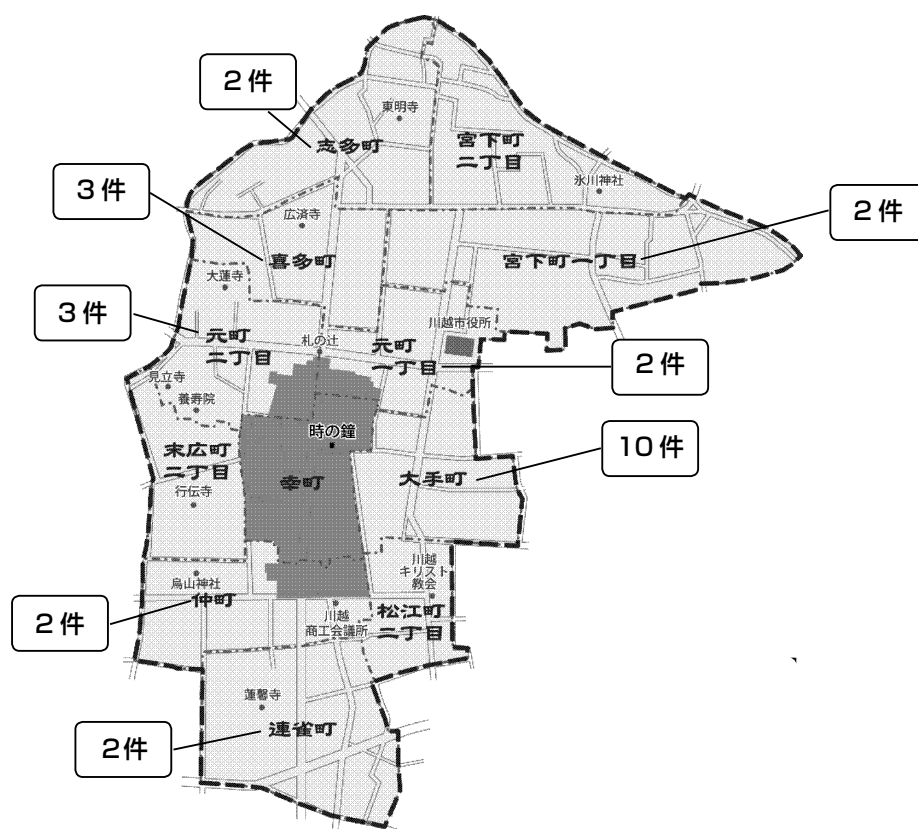 2件
東明寺
志多町
宮下町
二丁目
氷川神社
3件
2件
広済寺
喜多町
宮下町一丁目
大蓮寺
3件
川越市役所
元町
二丁目
札の辻
元町
一丁目
2件
見立寺
養寿院
時の鐘
10件
末広町
二丁目
幸町
大手町
行伝寺
川越
キリスト
教会
烏山神社
仲町
2件
川越
商工会議所
松江町
二丁目
蓮馨寺
連雀町
2件